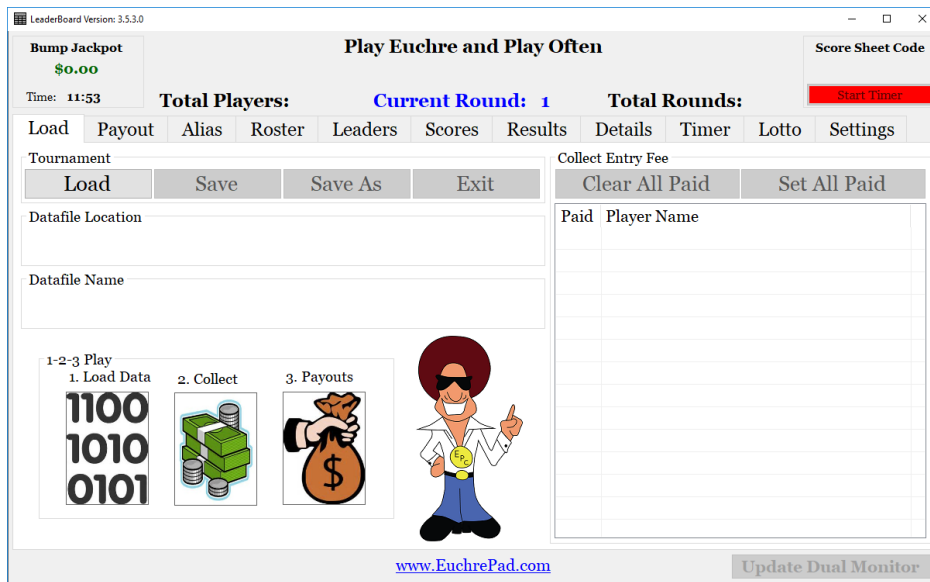 LeaderBoard Version: 3.5.3.0
Bump Jackpot
$0.00
Time: 11:53
Play Euchre and Play Often
Total Players: Current Round: 1 Total Rounds:
Score Sheet Code
Start Timer
Load Payout Alias Roster Leaders Scores Results Details Timer Lotto Settings
Tournament
Load Save Save As Exit
Datafile Location
Datafile Name
Collect Entry Fee
Clear All Paid Set All Paid
Paid Player Name
1-2-3 Play
1. Load Data 2. Collect 3. Payouts
1100
1010
0101
$
EPC
www.EuchrePad.com
Update Dual Monitor